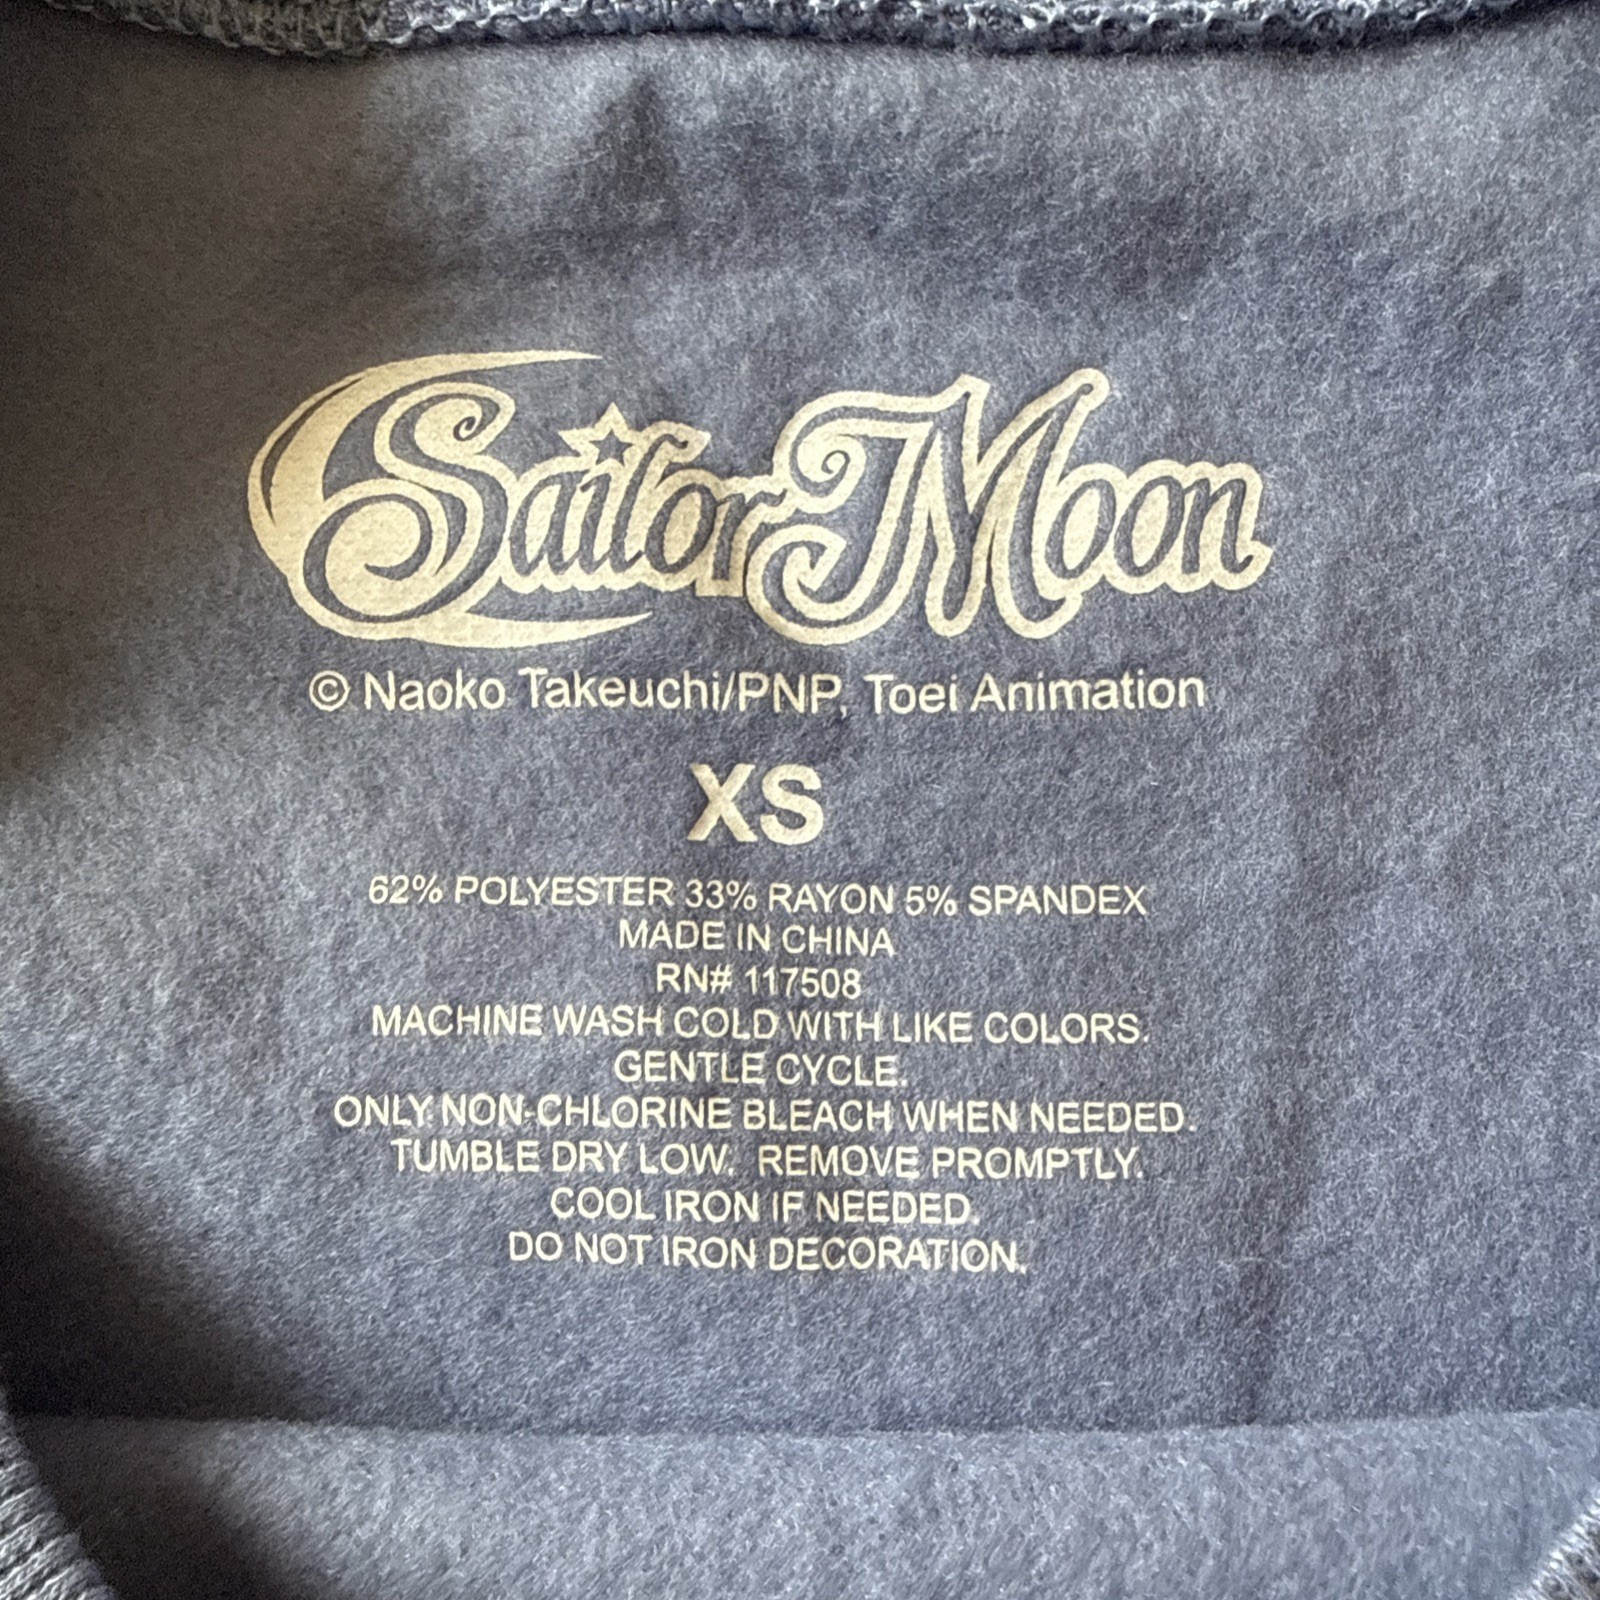 Sailor Moon
© Naoko Takeuchi/PNP, Toei Animation
XS
62% POLYESTER 33% RAYON 5% SPANDEX
MADE IN CHINA
RN# 117508
MACHINE WASH COLD WITH LIKE COLORS.
GENTLE CYCLE.
ONLY NON-CHLORINE BLEACH WHEN NEEDED.
TUMBLE DRY LOW. REMOVE PROMPTLY.
COOL IRON IF NEEDED.
DO NOT IRON DECORATION.